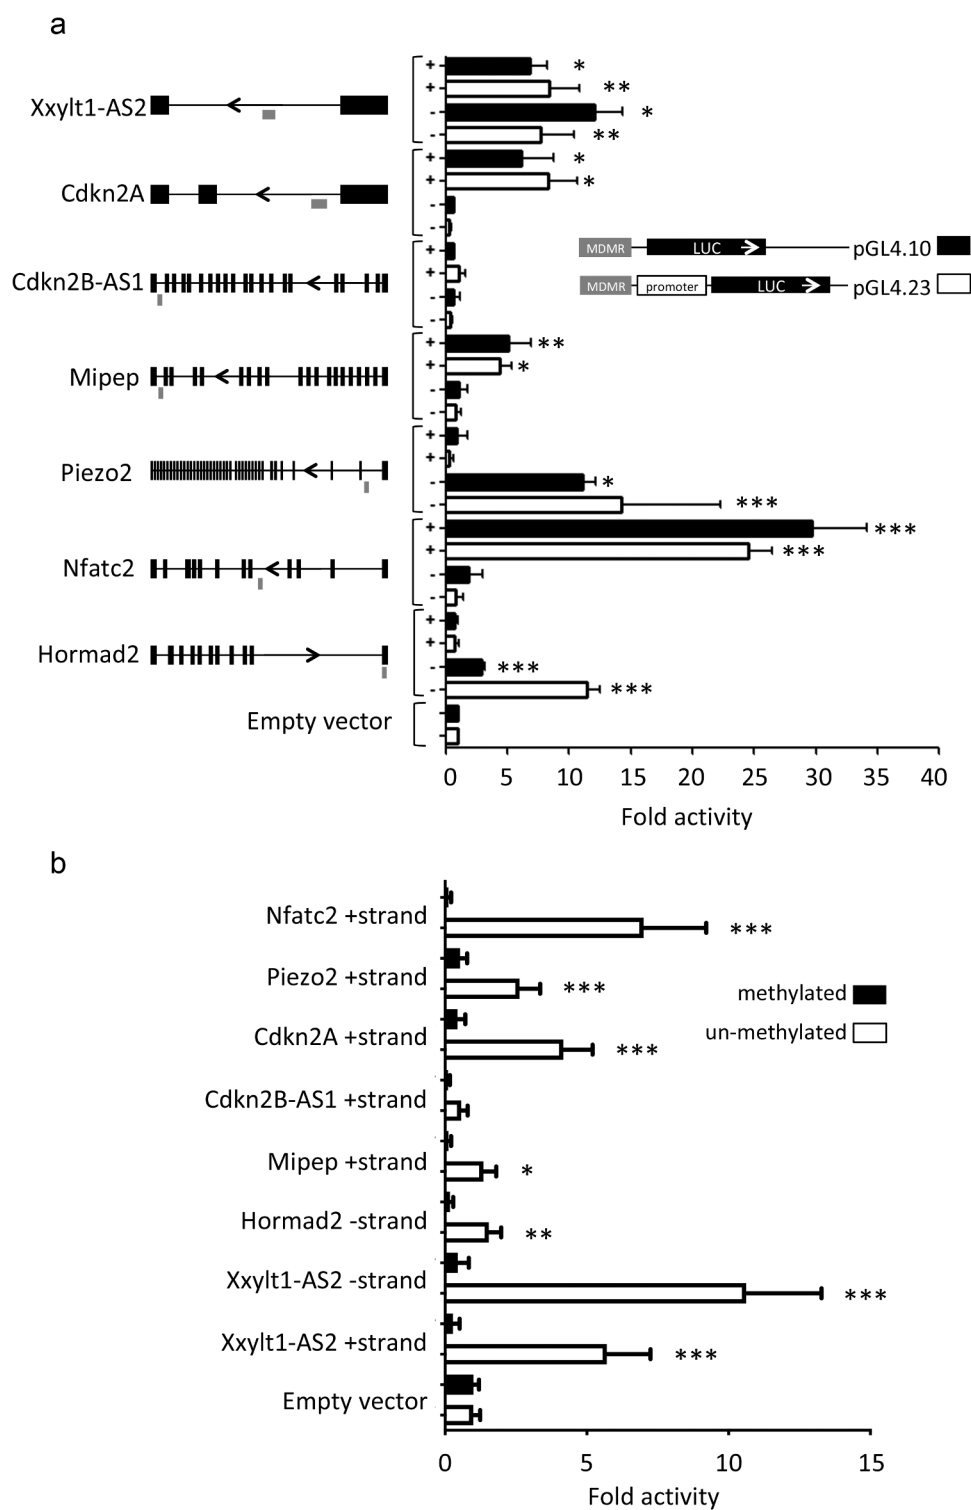 a
Xxylt1-AS2
+ *
+ **
- *
- **
Cdkn2A
+ *
+ *
-
-
MDMR LUC pGL4.10
MDMR promoter LUC pGL4.23
Cdkn2B-AS1
+
+
-
-
Mipep
+ **
+ *
-
-
Piezo2
+
+
- *
- ***
Nfatc2
+ ***
+ ***
-
-
Hormad2
+
+
- ***
- ***
Empty vector
0 5 10 15 20 25 30 35 40
Fold activity
b
Nfatc2 +strand ***
Piezo2 +strand ***
methylated
Cdkn2A +strand ***
un-methylated
Cdkn2B-AS1 +strand
Mipep +strand *
Hormad2 -strand **
Xxylt1-AS2 -strand ***
Xxylt1-AS2 +strand ***
Empty vector
0 5 10 15
Fold activity